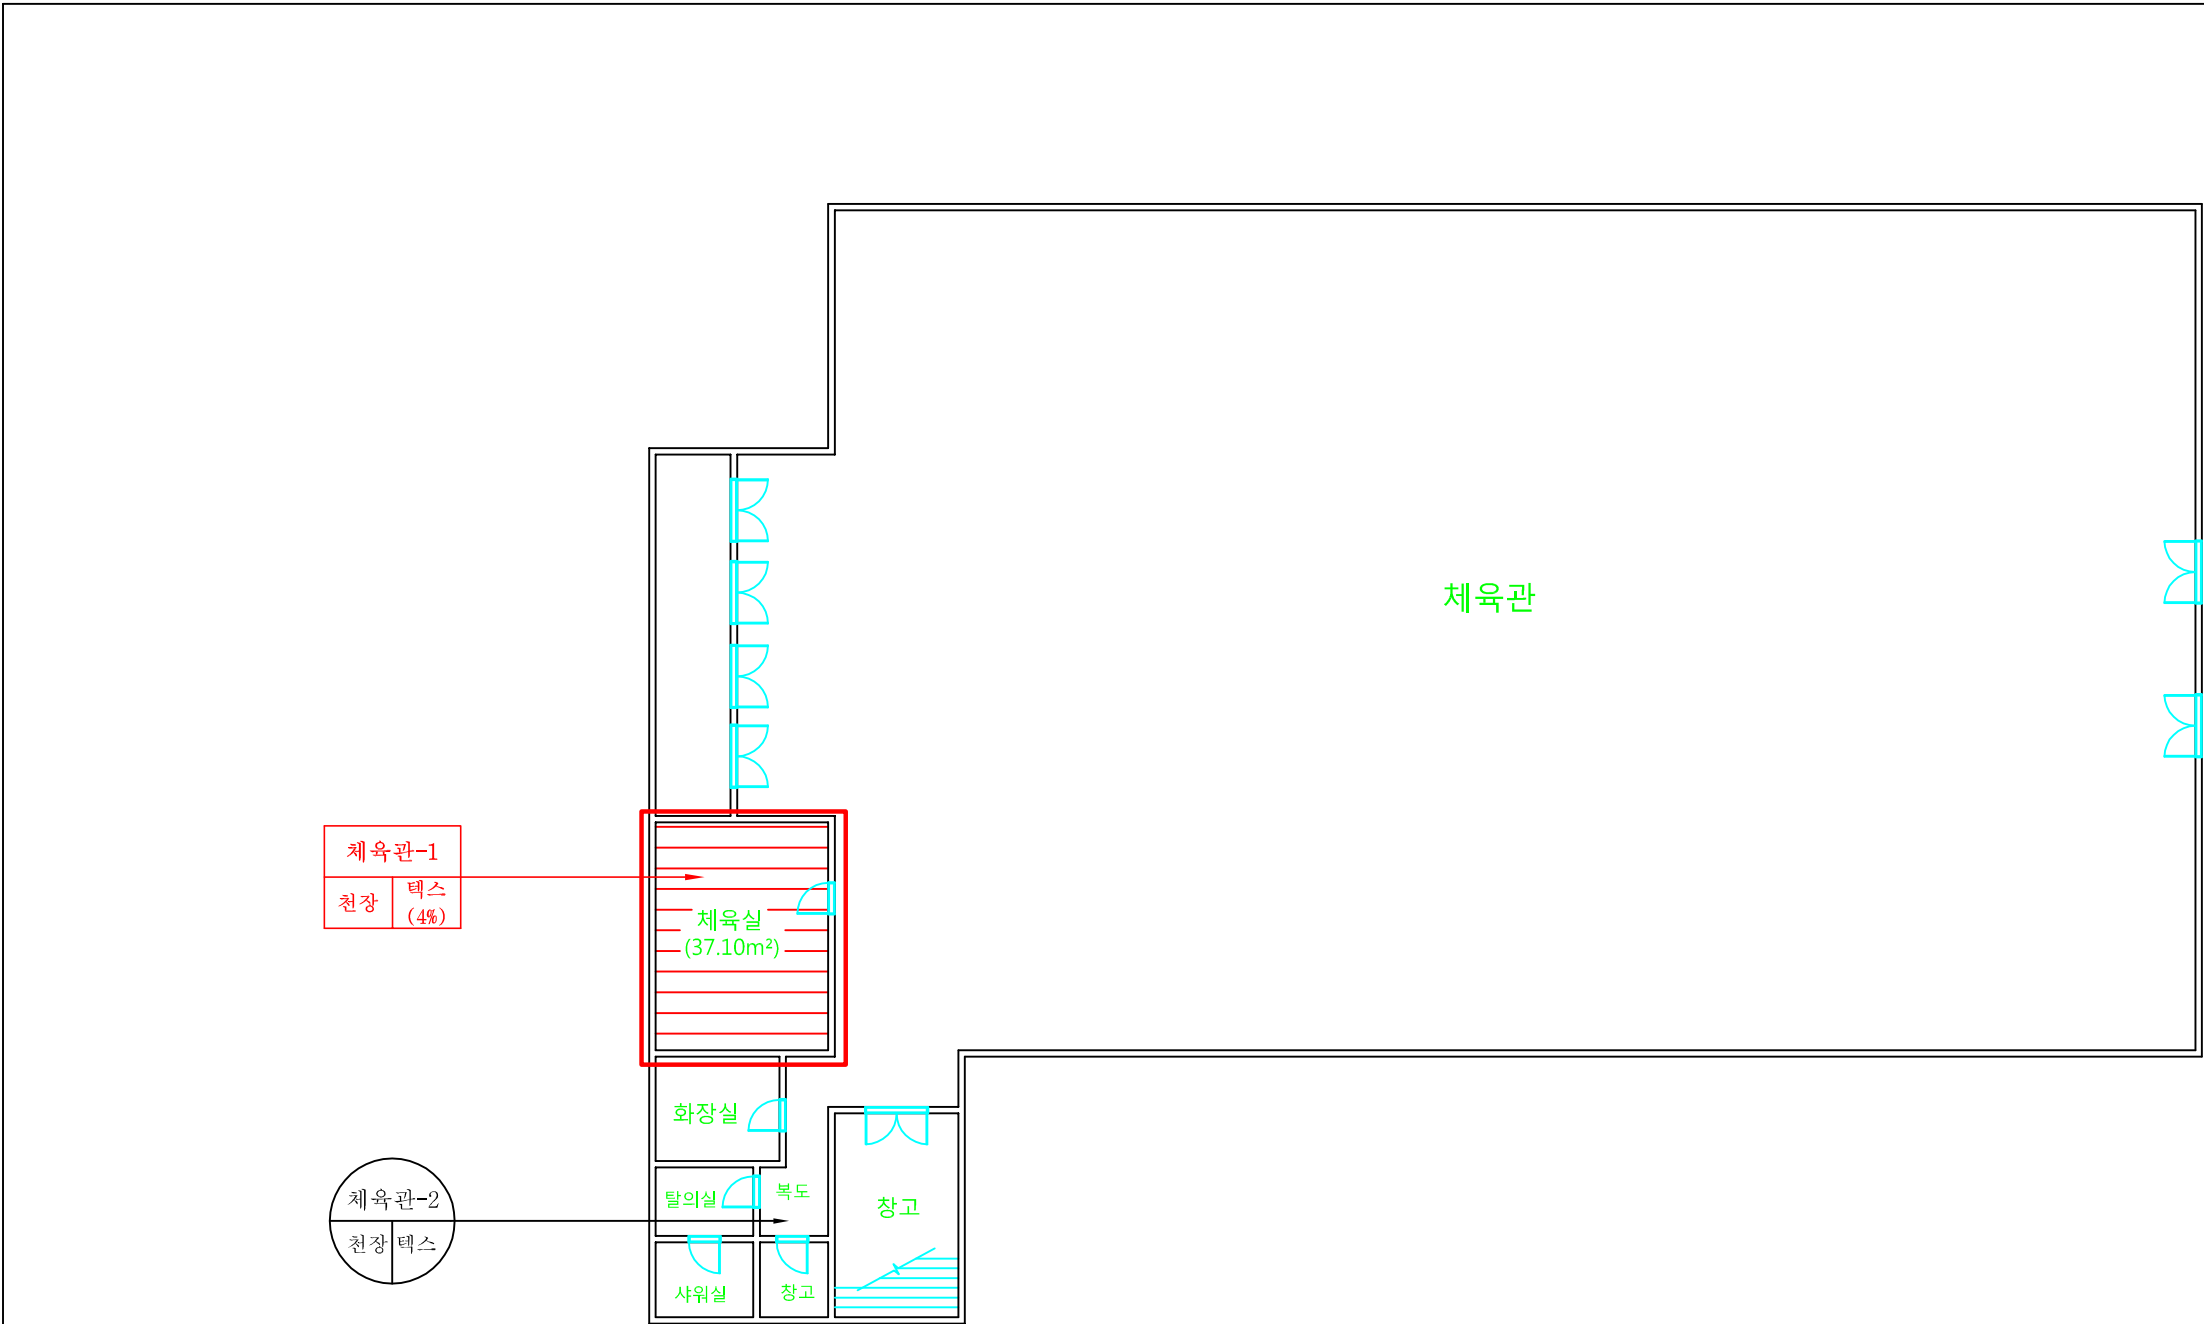 체육관
체육관-1
천장
텍스
(4%)
체육실
(37.10m²)
화장실
탈의실
복도
창고
체육관-2
천장
텍스
샤워실
창고